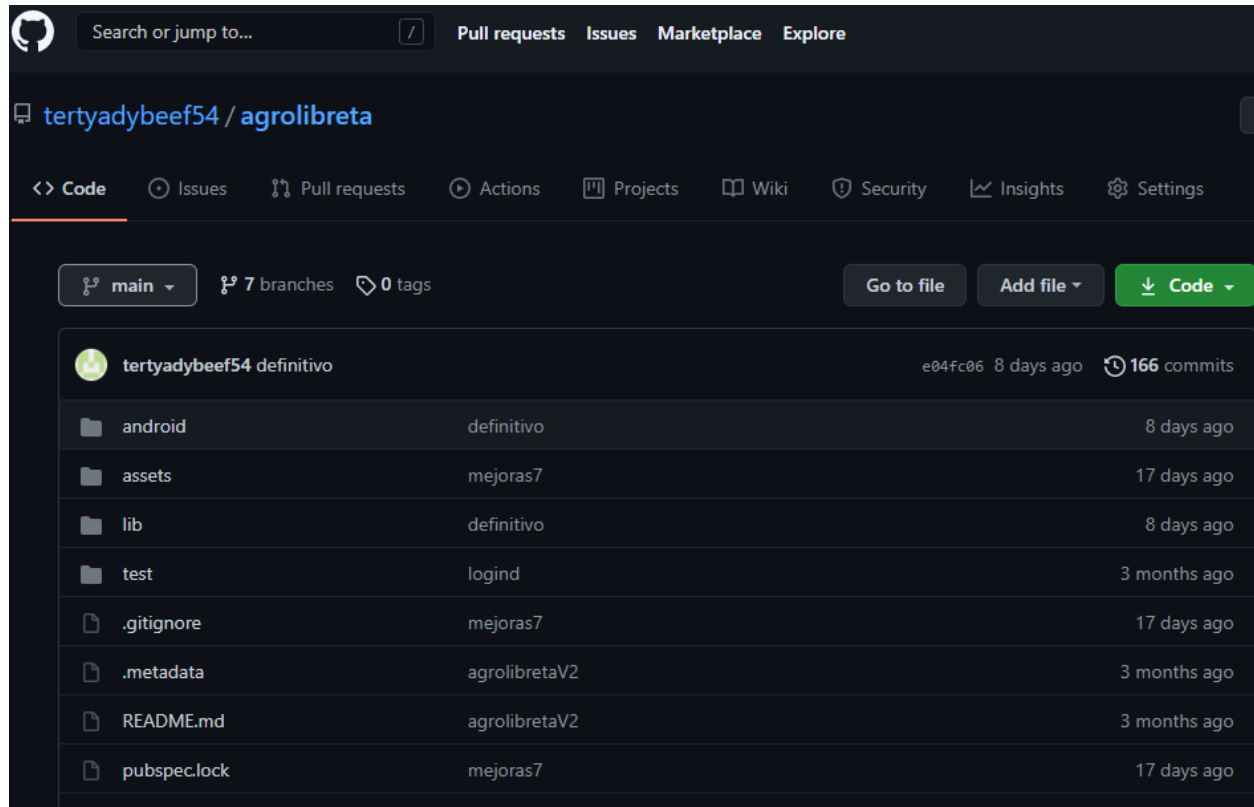 Search or jump to... / Pull requests Issues Marketplace Explore
tertyadybeef54 / agrolibreta
<> Code Issues Pull requests Actions Projects Wiki Security Insights Settings
main 7 branches 0 tags Go to file Add file Code
tertyadybeef54 definitivo e04fc06 8 days ago 166 commits
android definitivo 8 days ago
assets mejoras7 17 days ago
lib definitivo 8 days ago
test logind 3 months ago
.gitignore mejoras7 17 days ago
.metadata agrolibretaV2 3 months ago
README.md agrolibretaV2 3 months ago
pubspec.lock mejoras7 17 days ago